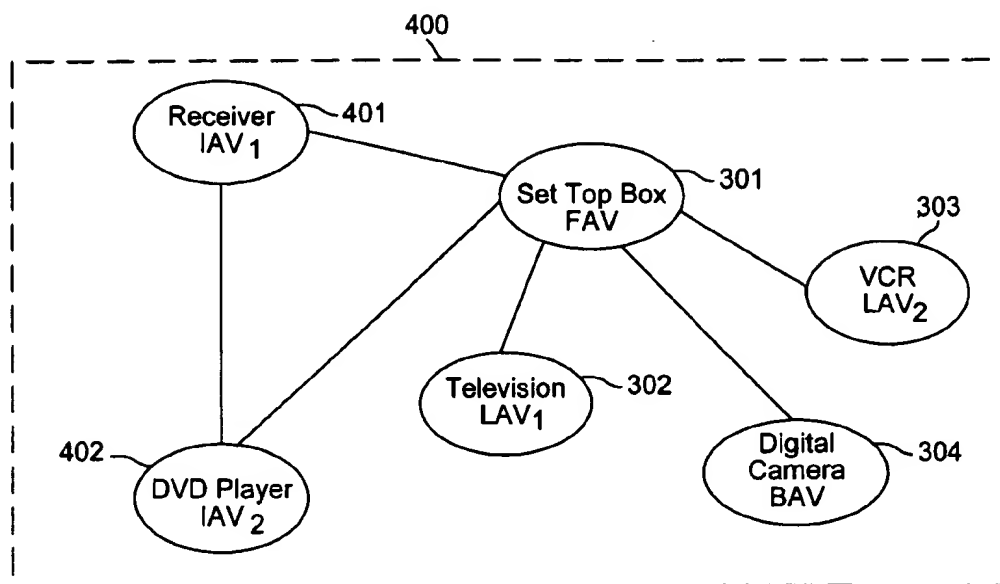 400
Receiver
IAV1
401
Set Top Box
FAV
301
303
VCR
LAV2
Television
LAV1
302
402
DVD Player
IAV2
Digital
Camera
BAV
304